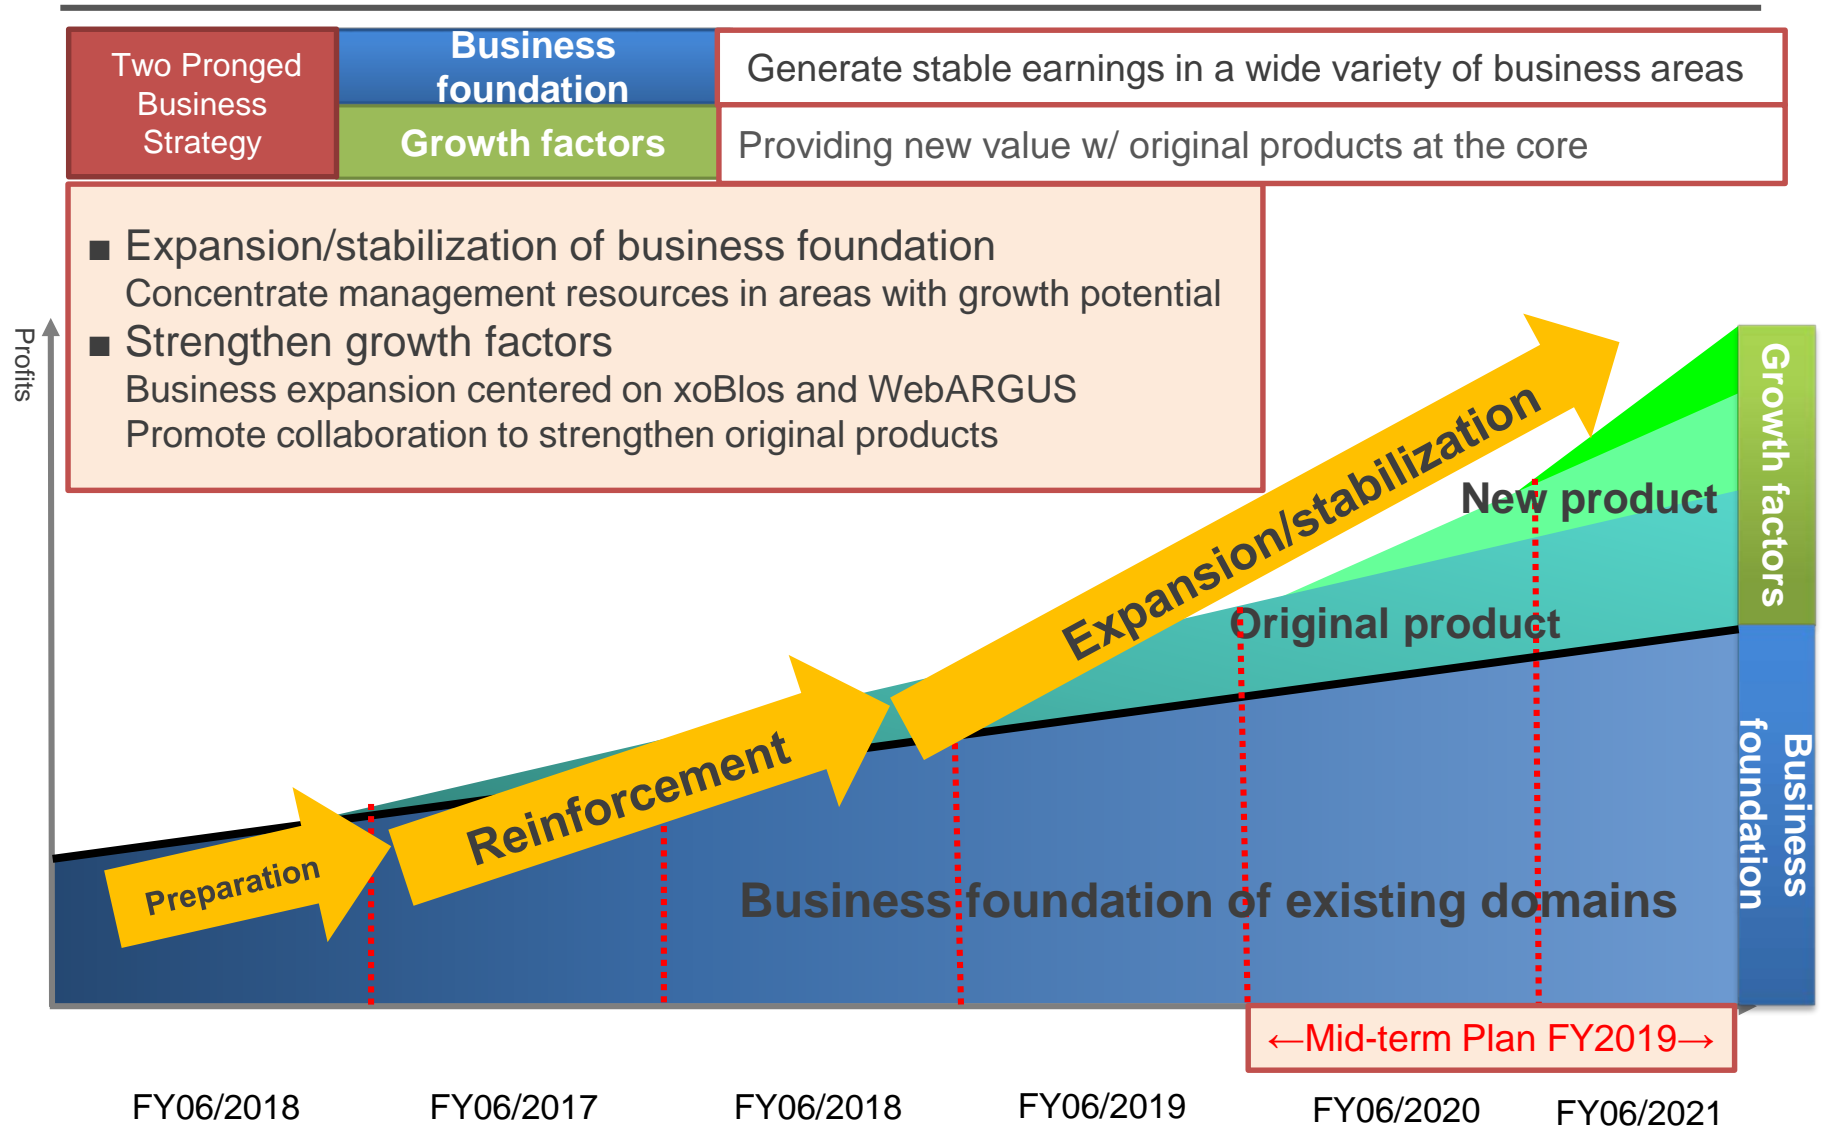 Two Pronged
Business
Strategy
Business
foundation
Generate stable earnings in a wide variety of business areas
Growth factors
Providing new value w/ original products at the core
■ Expansion/stabilization of business foundation
Concentrate management resources in areas with growth potential
■ Strengthen growth factors
Business expansion centered on xoBlos and WebARGUS
Promote collaboration to strengthen original products
Profits
Preparation
Reinforcement
Expansion/stabilization
New product
Original product
Business foundation of existing domains
Growth factors
Business
foundation
←Mid-term Plan FY2019→
FY06/2018
FY06/2017
FY06/2018
FY06/2019
FY06/2020
FY06/2021